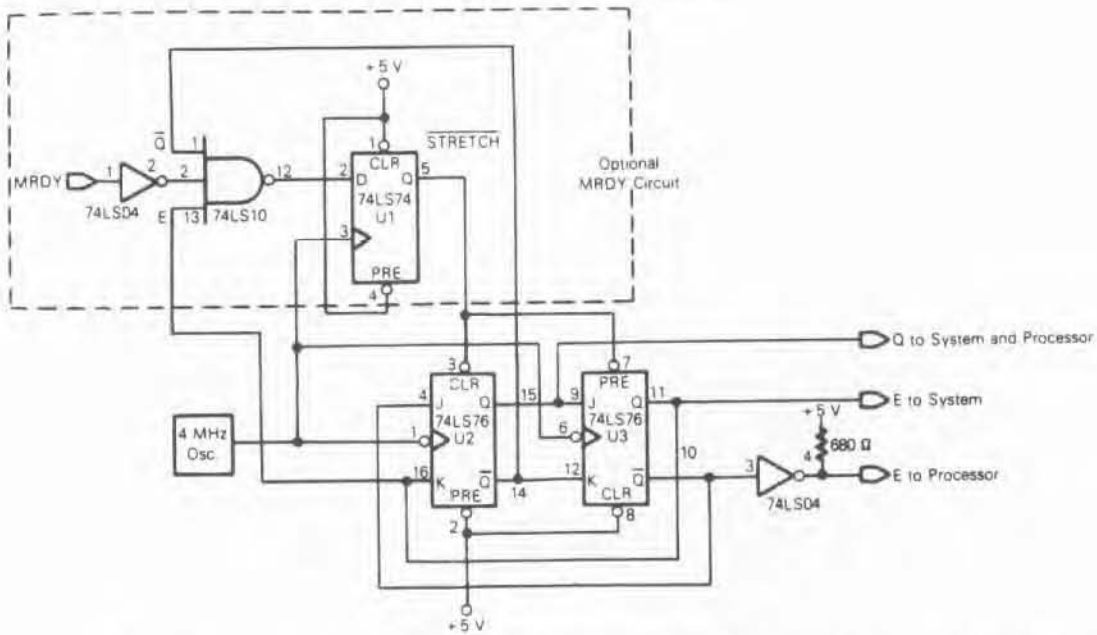 +5 V
Q̅
1
1
S̅T̅R̅E̅T̅C̅H̅
CLR
MRDY
1
2
2
12
2
D
Q
5
Optional
MRDY Circuit
74LS04
E
13
74LS10
74LS74
U1
3
PRE
4
Q to System and Processor
3
CLR
7
PRE
4
J
Q
15
9
J
Q
11
E to System
4 MHz
Osc.
1
74LS76
U2
6
74LS76
U3
10
+5 V
680 Ω
16
K
Q̅
14
12
K
Q̅
3
4
E to Processor
PRE
CLR
74LS04
2
8
+5 V